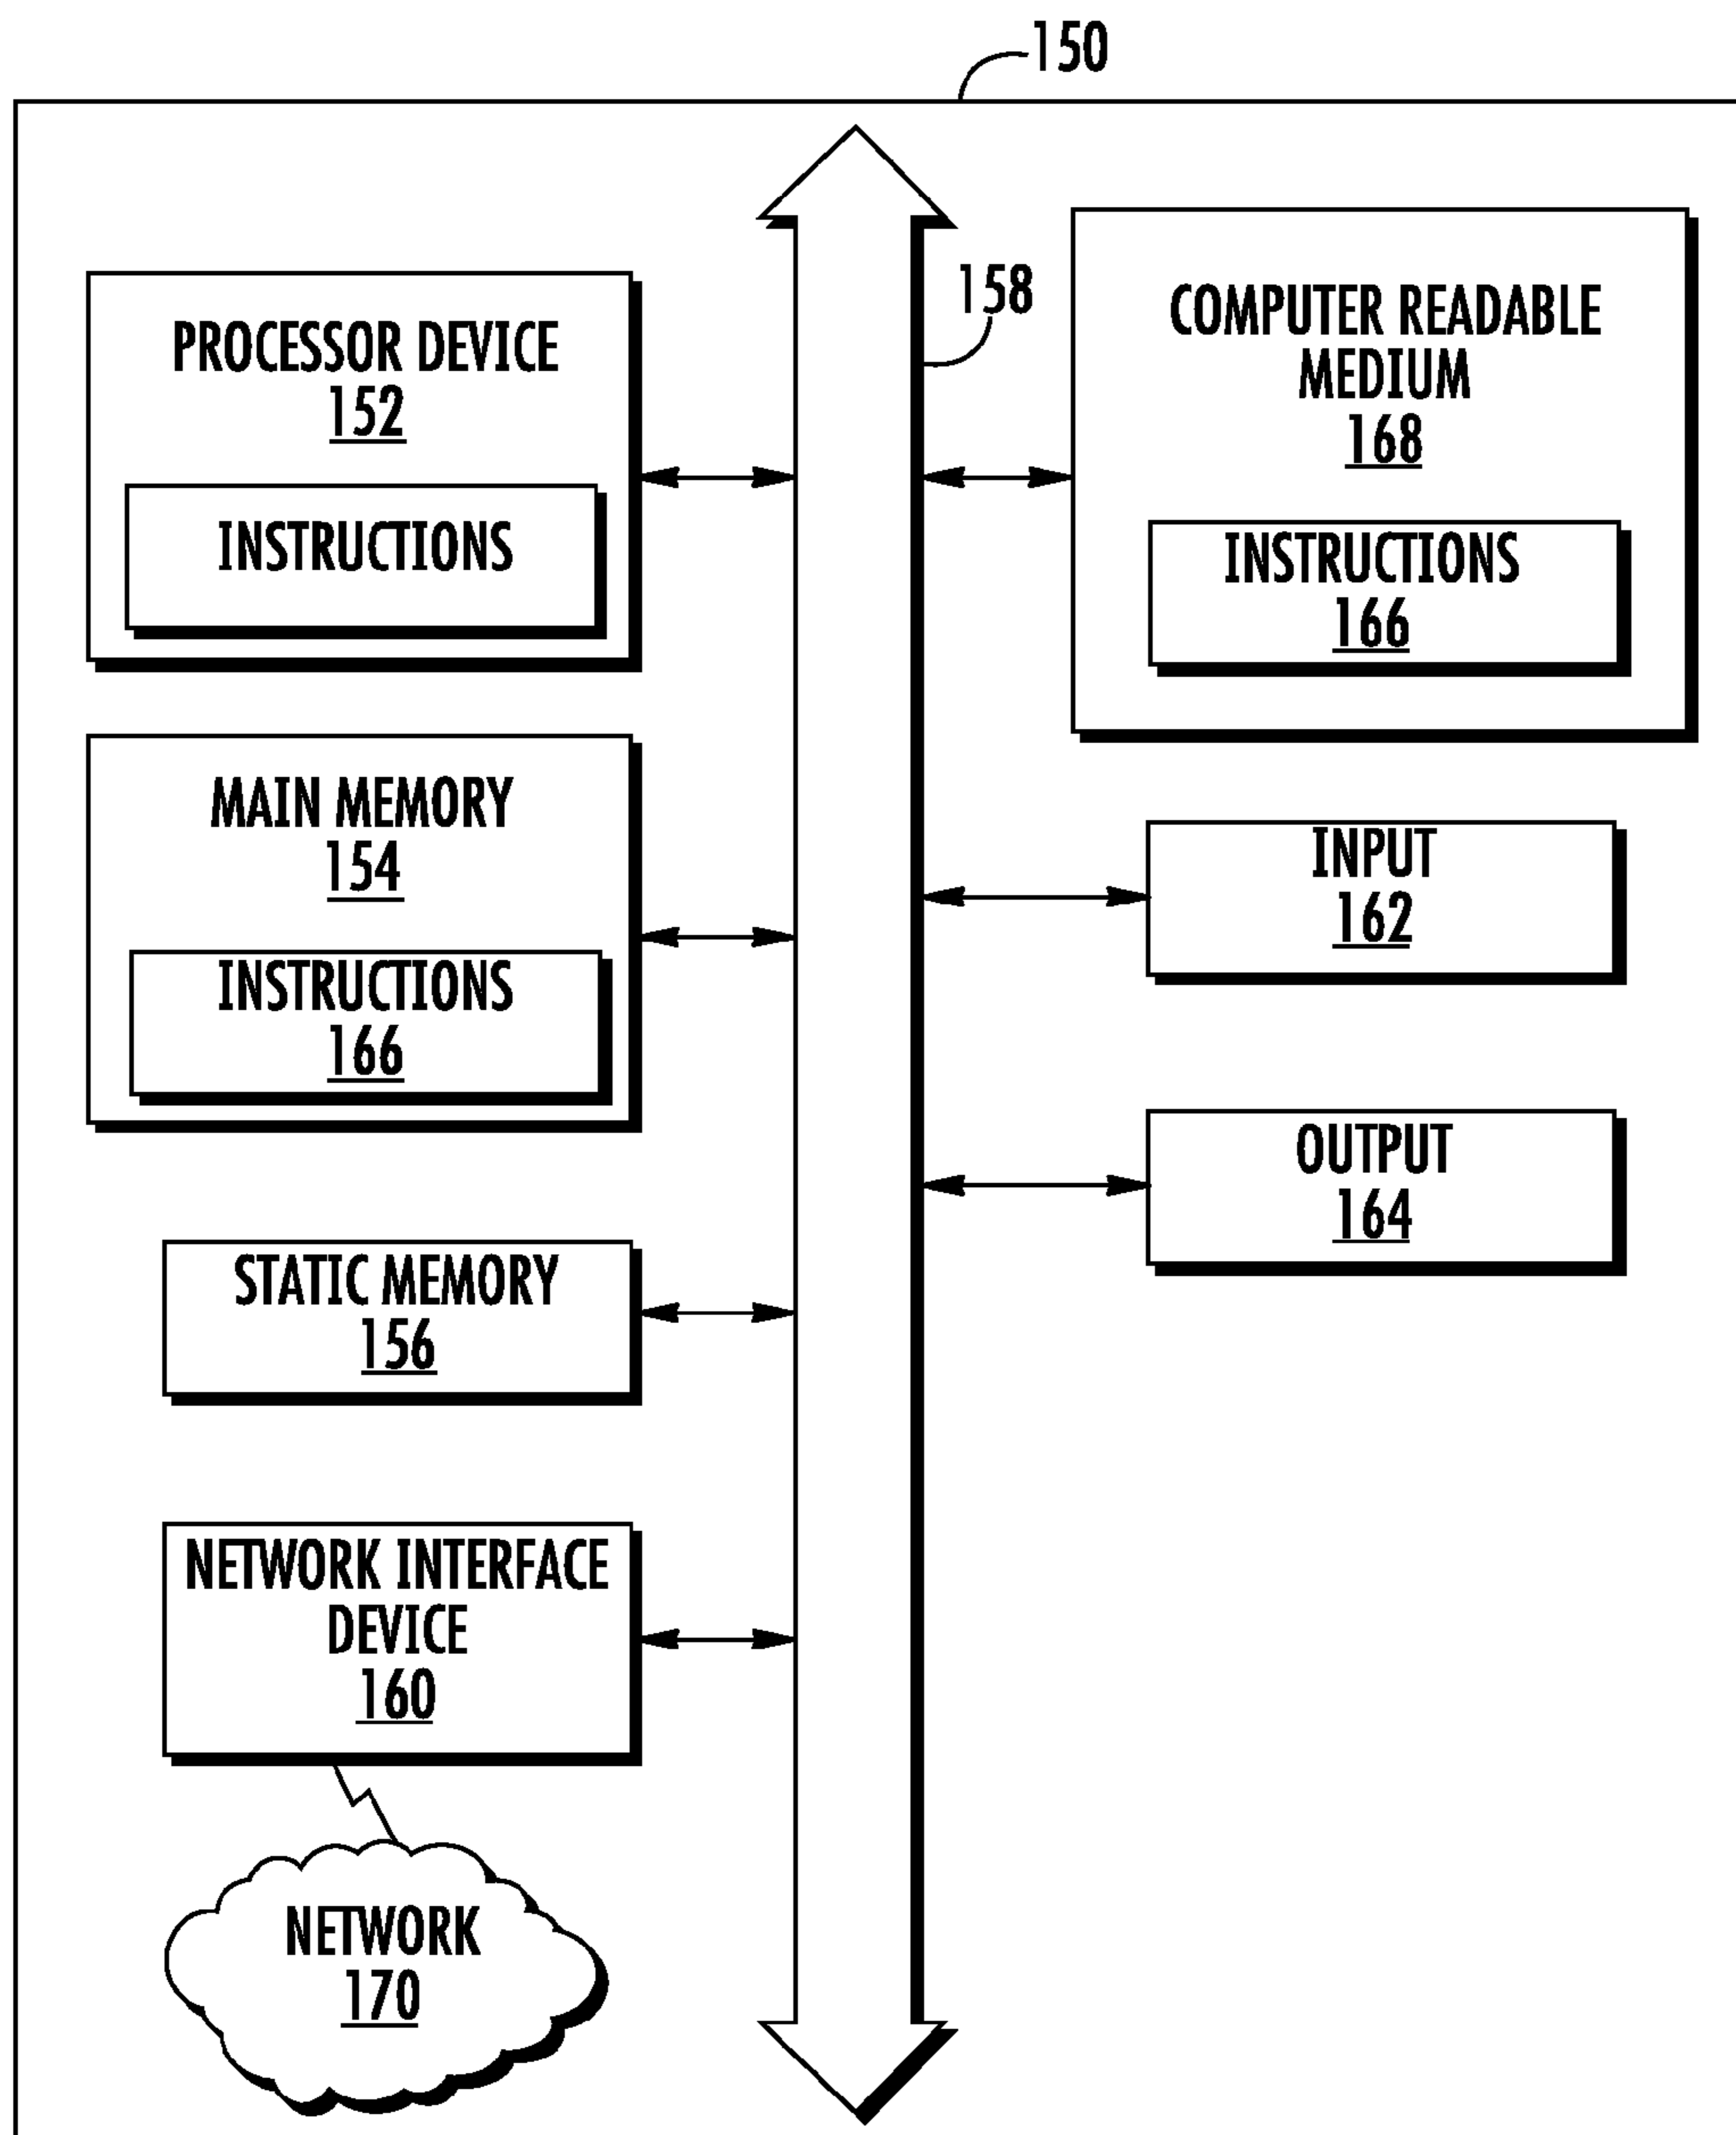 150
PROCESSOR DEVICE
152
INSTRUCTIONS
158
COMPUTER READABLE
MEDIUM
168
INSTRUCTIONS
166
MAIN MEMORY
154
INSTRUCTIONS
166
INPUT
162
OUTPUT
164
STATIC MEMORY
156
NETWORK INTERFACE
DEVICE
160
NETWORK
170